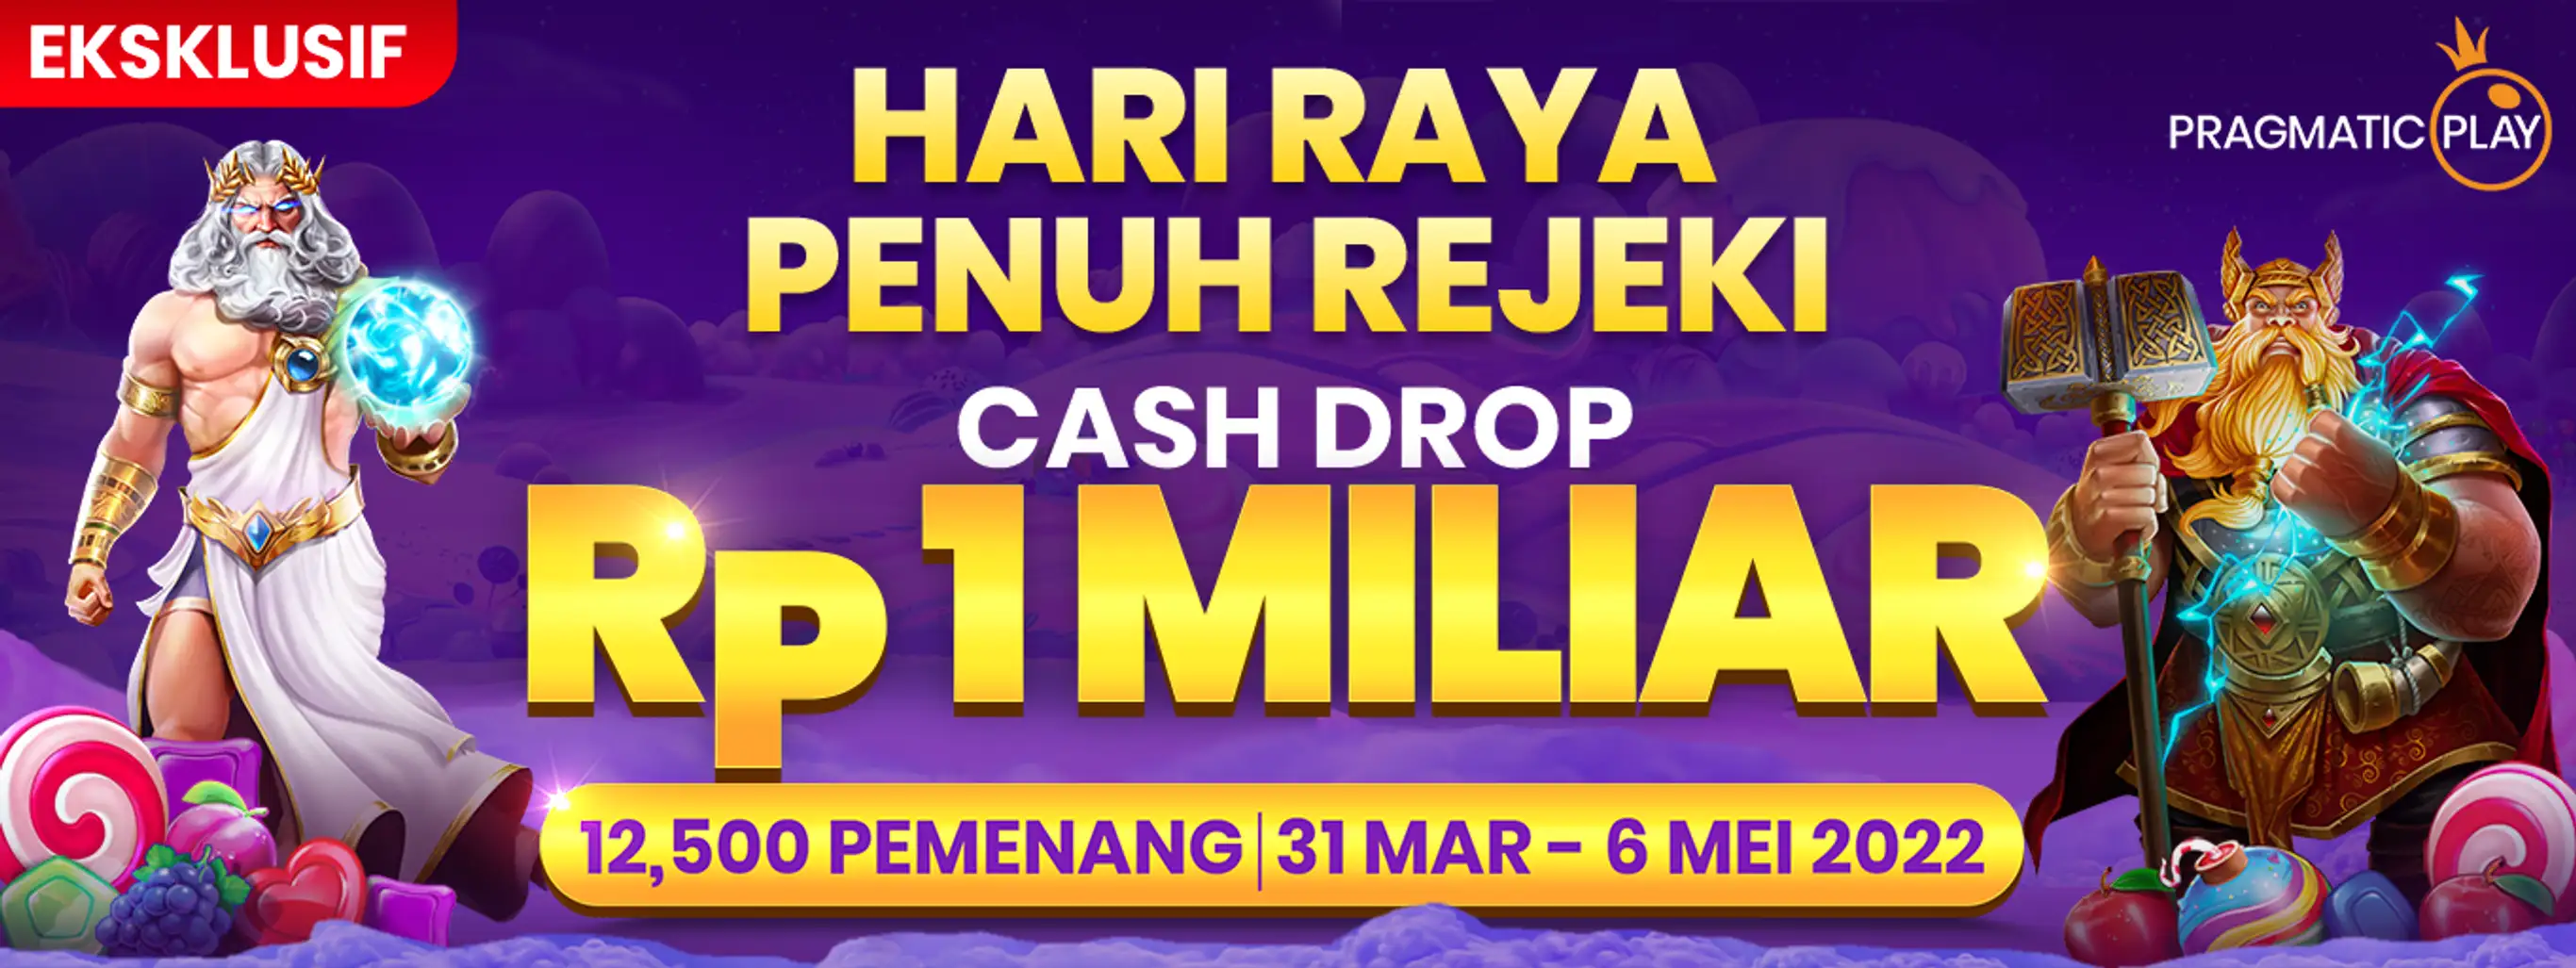 EKSKLUSIF
HARI RAYA
PENUH REJEKI
CASH DROP
Rp 1 MILIAR
12,500 PEMENANG|31 MAR - 6 MEI 2022
PRAGMATIC PLAY